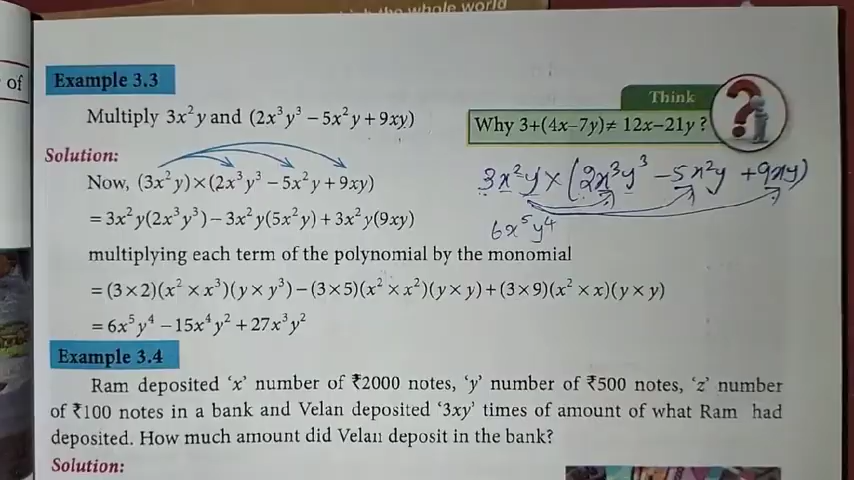 the whole world
of
Example 3.3
Multiply 3x²y and (2x³y³ − 5x²y + 9xy)
Think
Why 3+(4x−7y)≠ 12x−21y ?
Solution:
Now, (3x²y)×(2x³y³ − 5x²y + 9xy)
= 3x²y(2x³y³) − 3x²y(5x²y) + 3x²y(9xy)
multiplying each term of the polynomial by the monomial
= (3×2)(x² × x³)(y × y³) − (3×5)(x² × x²)(y × y) + (3×9)(x² × x)(y × y)
= 6x⁵y⁴ − 15x⁴y² + 27x³y²
3x²y × (2x³y³ − 5x²y + 9xy)
6x⁵y⁴
Example 3.4
Ram deposited ‘x’ number of ₹2000 notes, ‘y’ number of ₹500 notes, ‘z’ number
of ₹100 notes in a bank and Velan deposited ‘3xy’ times of amount of what Ram had
deposited. How much amount did Velan deposit in the bank?
Solution: